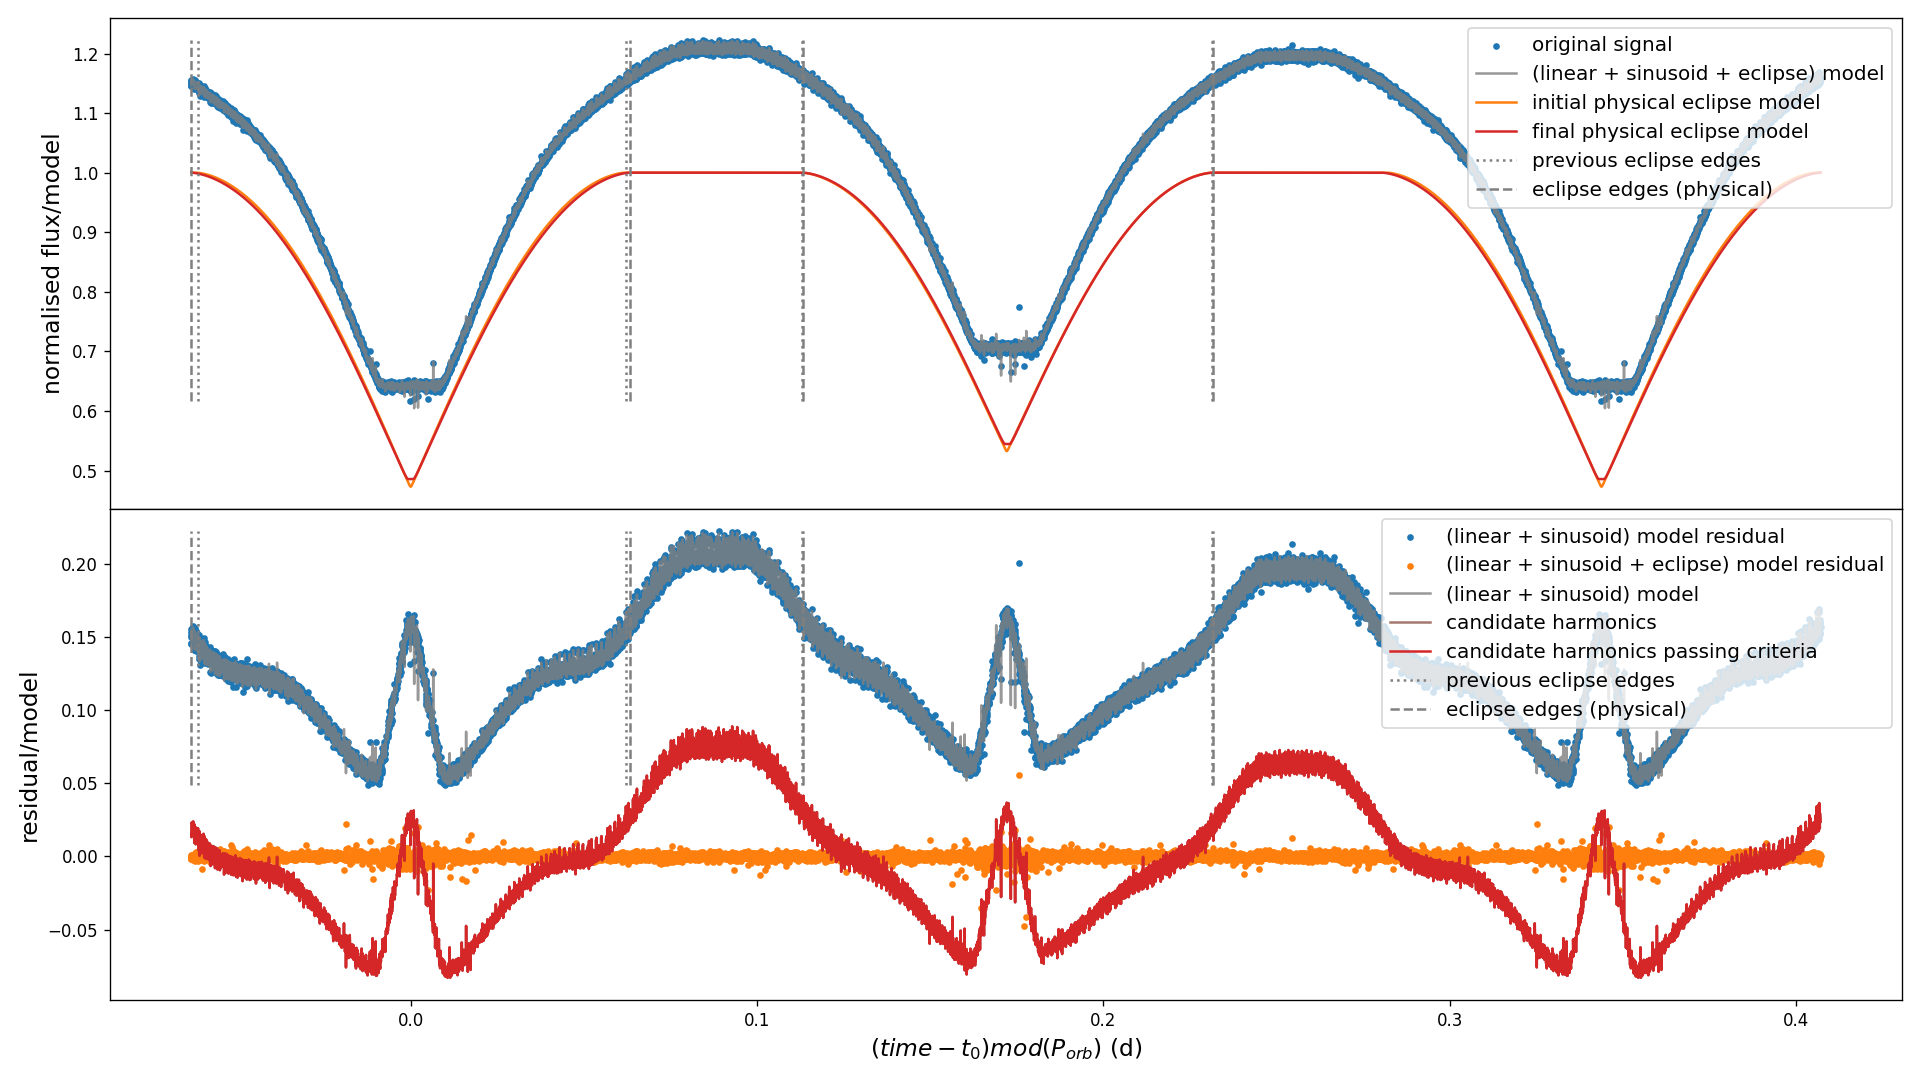 original signal
(linear + sinusoid + eclipse) model
initial physical eclipse model
final physical eclipse model
previous eclipse edges
eclipse edges (physical)
normalised flux/model
1.2
1.1
1.0
0.9
0.8
0.7
0.6
0.5
(linear + sinusoid) model residual
(linear + sinusoid + eclipse) model residual
(linear + sinusoid) model
candidate harmonics
candidate harmonics passing criteria
previous eclipse edges
eclipse edges (physical)
residual/model
0.20
0.15
0.10
0.05
0.00
−0.05
0.0 0.1 0.2 0.3 0.4
(time − t₀)mod(P_orb) (d)